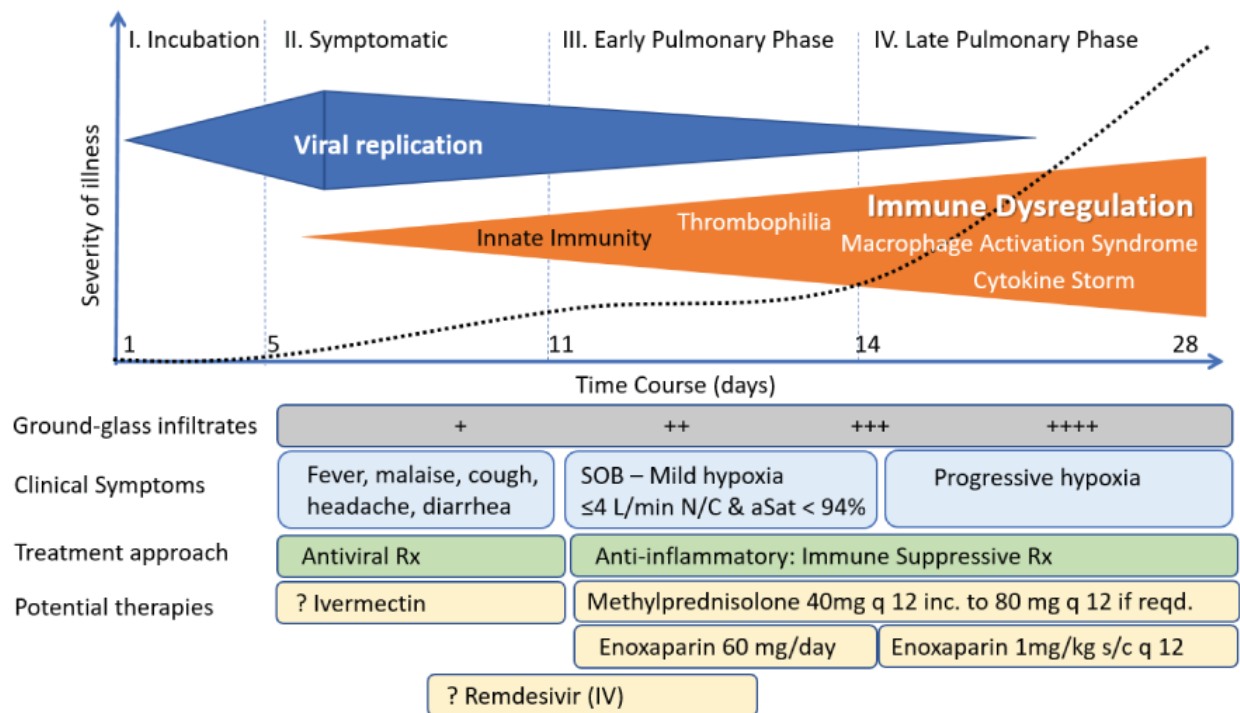 I. Incubation
II. Symptomatic
III. Early Pulmonary Phase
IV. Late Pulmonary Phase
Severity of illness
Viral replication
Innate Immunity
Thrombophilia
Immune Dysregulation
Macrophage Activation Syndrome
Cytokine Storm
1
5
11
14
28
Time Course (days)
Ground-glass infiltrates
+
++
+++
++++
Clinical Symptoms
Fever, malaise, cough,
headache, diarrhea
SOB – Mild hypoxia
≤4 L/min N/C & aSat < 94%
Progressive hypoxia
Treatment approach
Antiviral Rx
Anti-inflammatory: Immune Suppressive Rx
Potential therapies
? Ivermectin
Methylprednisolone 40mg q 12 inc. to 80 mg q 12 if reqd.
Enoxaparin 60 mg/day
Enoxaparin 1mg/kg s/c q 12
? Remdesivir (IV)